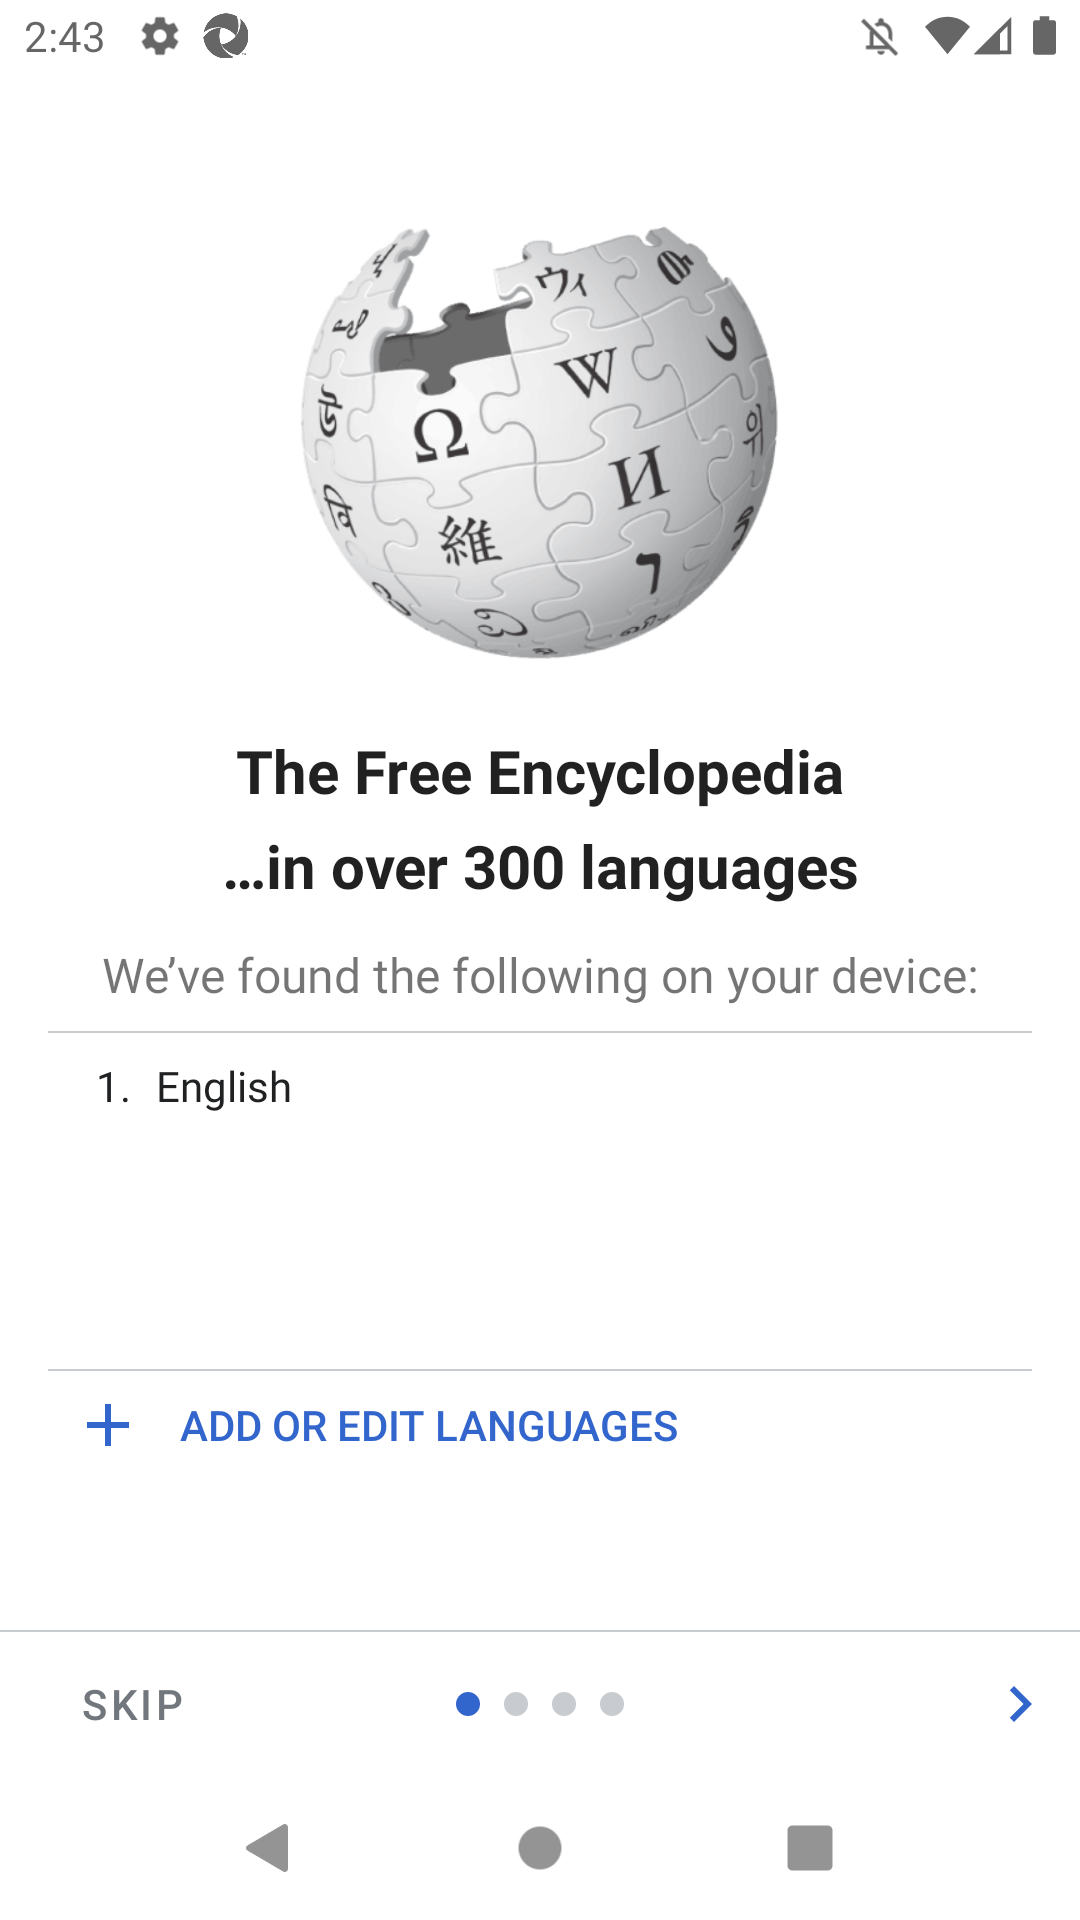 2:43
ウィ
W
Ω
И
維
위
The Free Encyclopedia
…in over 300 languages
We’ve found the following on your device:
1. English
ADD OR EDIT LANGUAGES
SKIP